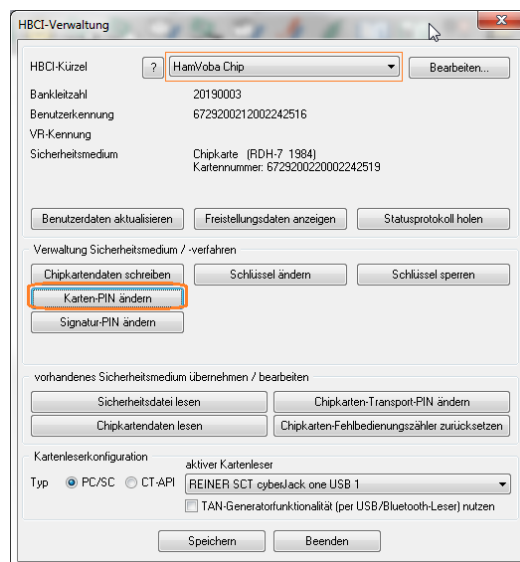 HBCI-Verwaltung
x
HBCI-Kürzel ? HamVoba Chip Bearbeiten...
Bankleitzahl 20190003
Benutzerkennung 6729200212002242516
VR-Kennung
Sicherheitsmedium Chipkarte (RDH-7 1984)
Kartennummer: 6729200220002242519
Benutzerdaten aktualisieren Freistellungsdaten anzeigen Statusprotokoll holen
Verwaltung Sicherheitsmedium / -verfahren
Chipkartendaten schreiben Schlüssel ändern Schlüssel sperren
Karten-PIN ändern
Signatur-PIN ändern
vorhandenes Sicherheitsmedium übernehmen / bearbeiten
Sicherheitsdatei lesen Chipkarten-Transport-PIN ändern
Chipkartendaten lesen Chipkarten-Fehlbedienungszähler zurücksetzen
Kartenleserkonfiguration
aktiver Kartenleser
Typ PC/SC CT-API REINER SCT cyberJack one USB 1
TAN-Generatorfunktionalität (per USB/Bluetooth-Leser) nutzen
Speichern Beenden